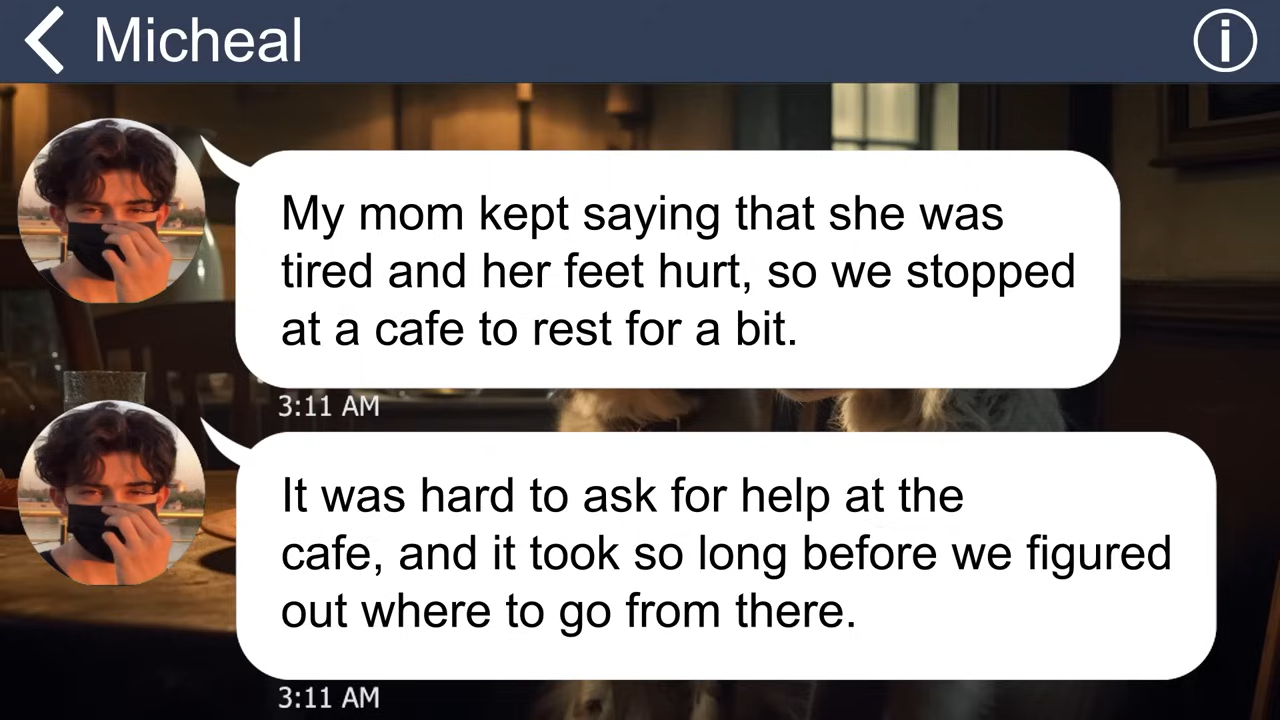 Micheal
My mom kept saying that she was
tired and her feet hurt, so we stopped
at a cafe to rest for a bit.
3:11 AM
It was hard to ask for help at the
cafe, and it took so long before we figured
out where to go from there.
3:11 AM